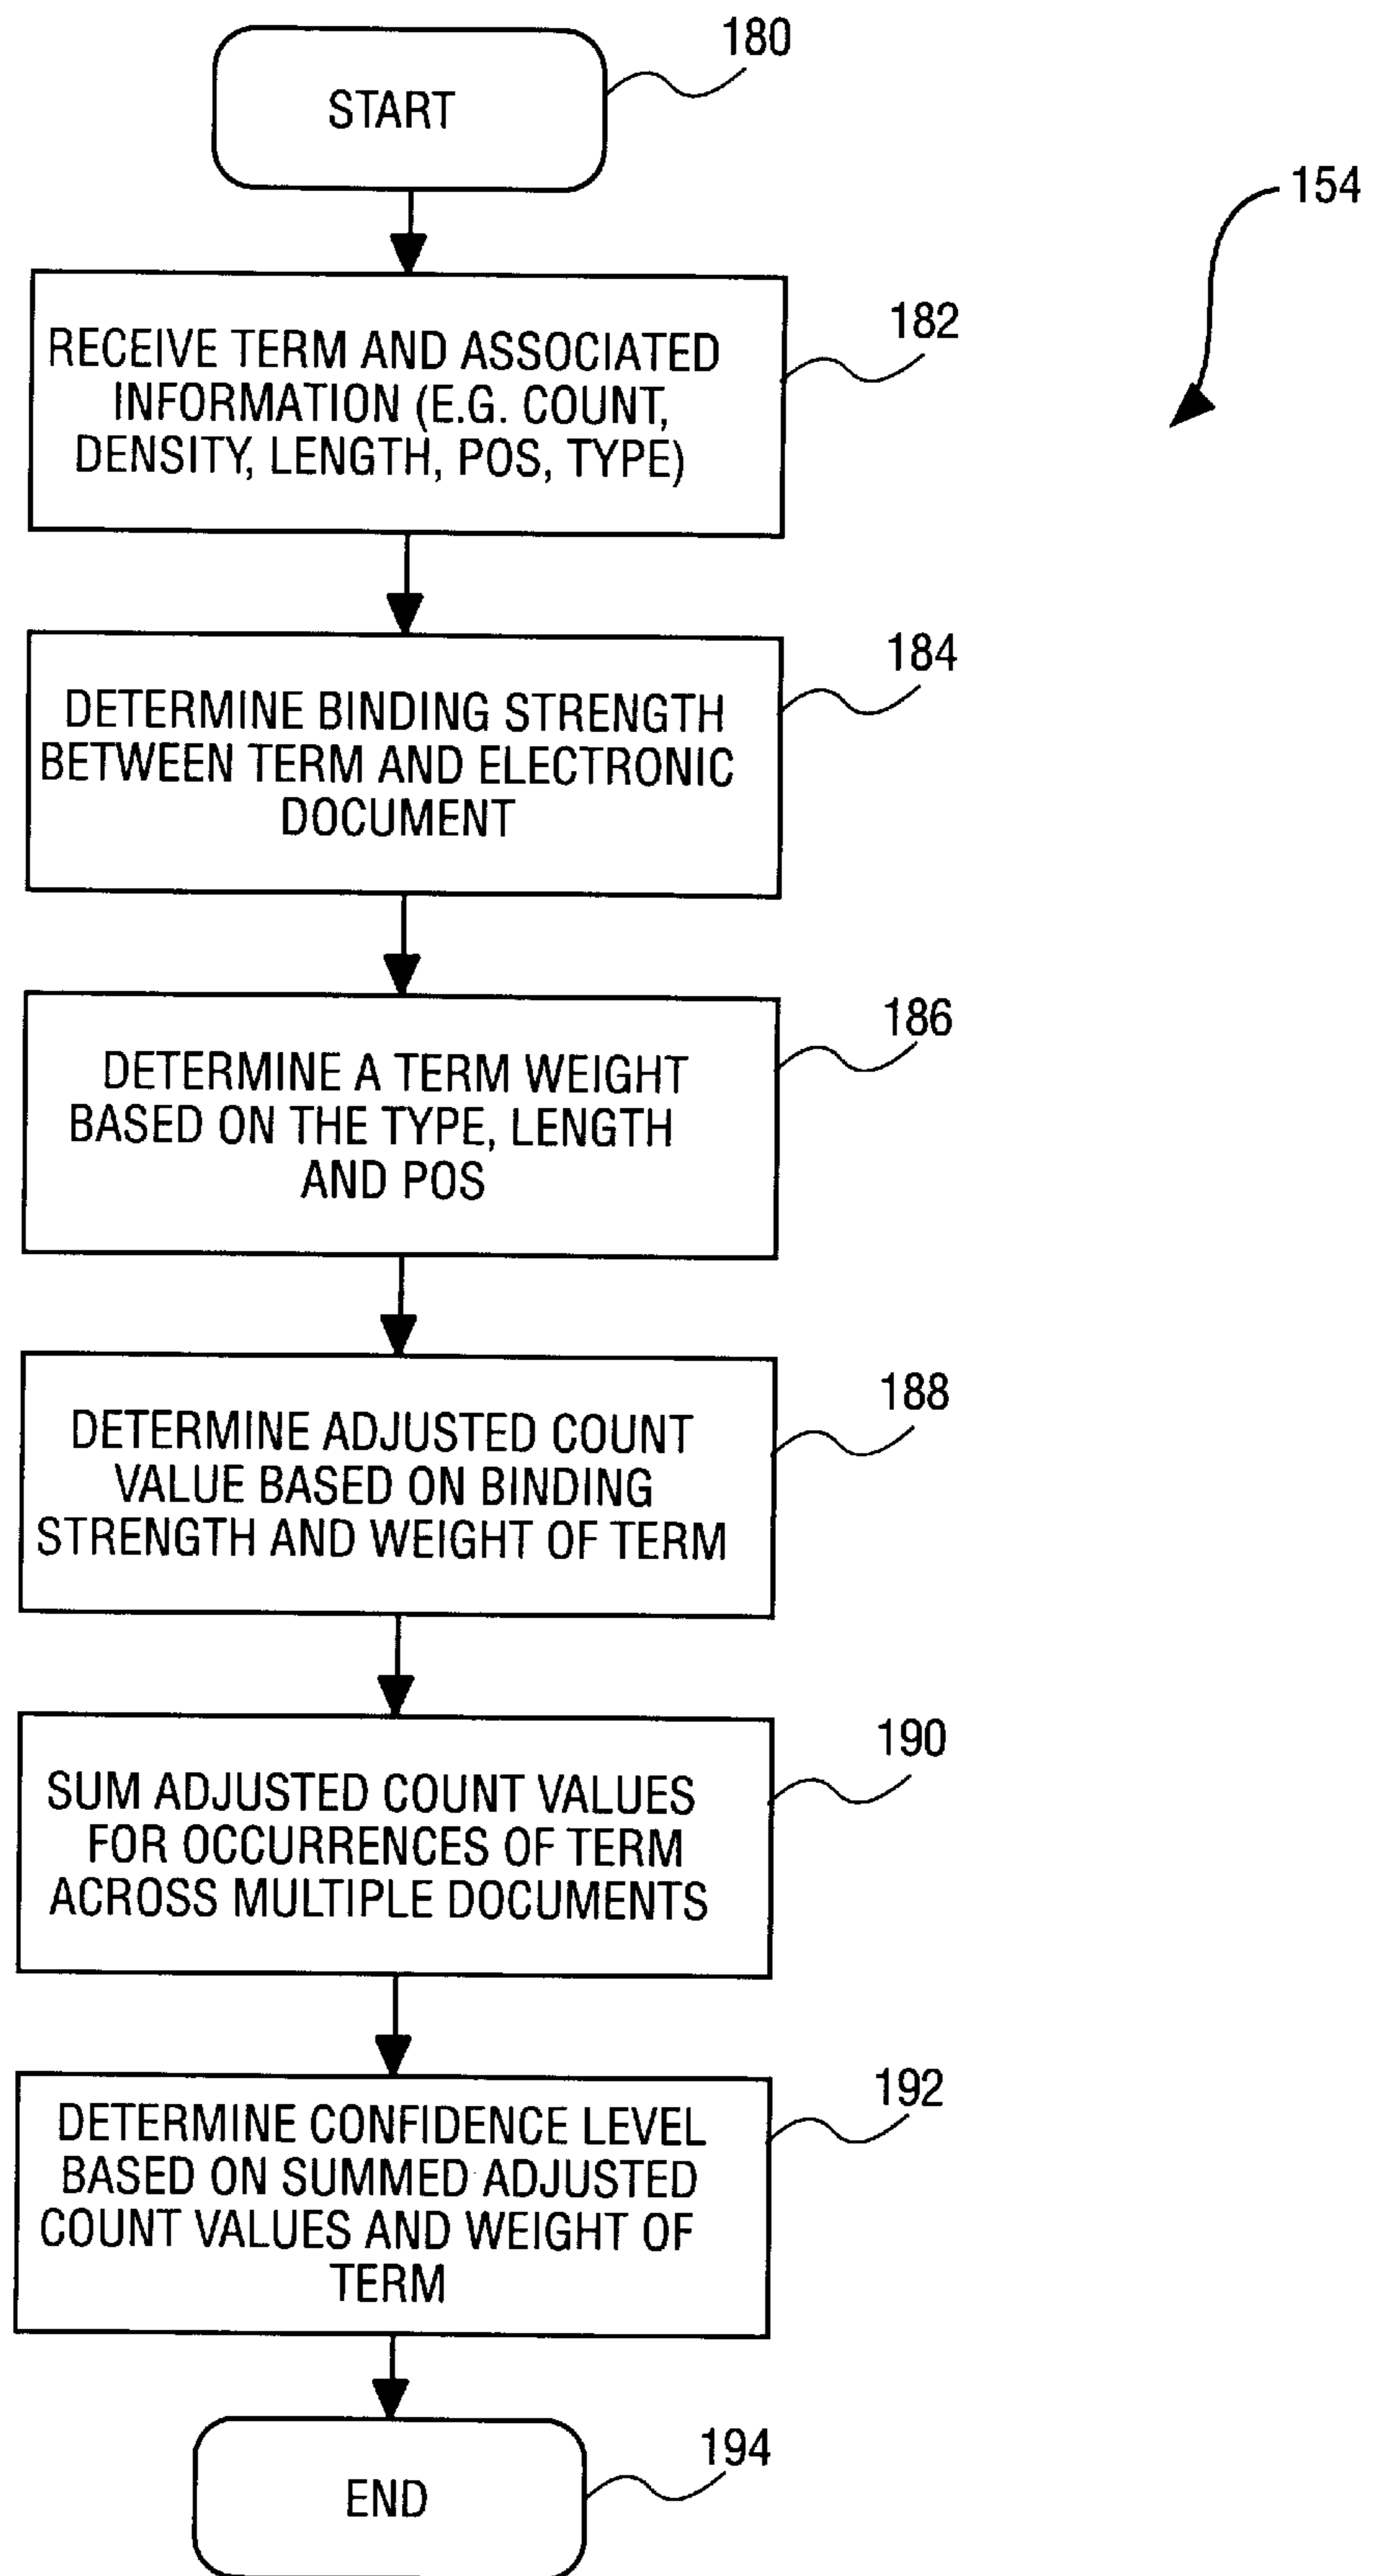 180
START
154
182
RECEIVE TERM AND ASSOCIATED
INFORMATION (E.G. COUNT,
DENSITY, LENGTH, POS, TYPE)
184
DETERMINE BINDING STRENGTH
BETWEEN TERM AND ELECTRONIC
DOCUMENT
186
DETERMINE A TERM WEIGHT
BASED ON THE TYPE, LENGTH
AND POS
188
DETERMINE ADJUSTED COUNT
VALUE BASED ON BINDING
STRENGTH AND WEIGHT OF TERM
190
SUM ADJUSTED COUNT VALUES
FOR OCCURRENCES OF TERM
ACROSS MULTIPLE DOCUMENTS
192
DETERMINE CONFIDENCE LEVEL
BASED ON SUMMED ADJUSTED
COUNT VALUES AND WEIGHT OF
TERM
194
END